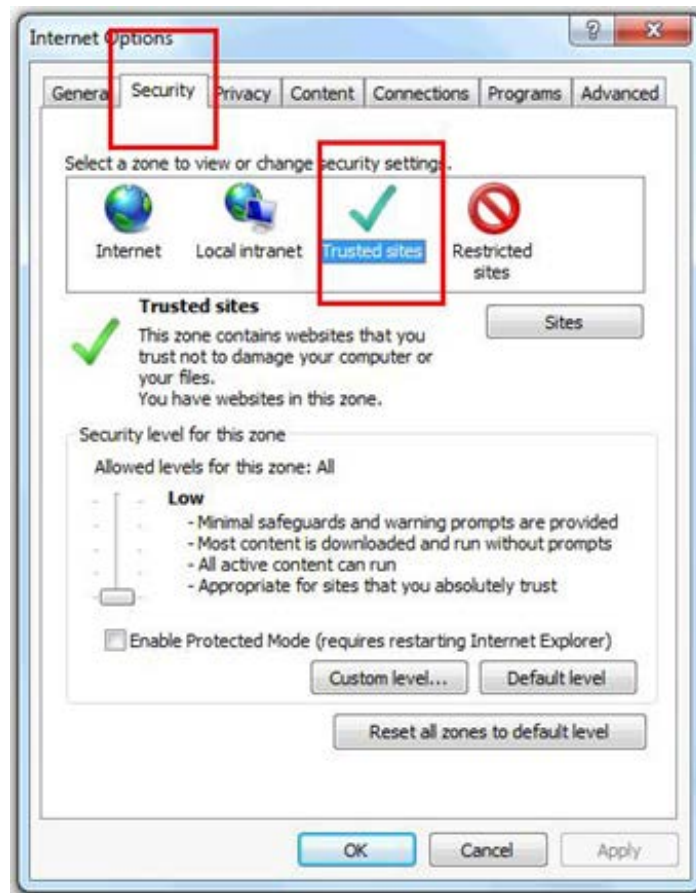 Internet Options
General Security Privacy Content Connections Programs Advanced
Select a zone to view or change security settings.
Internet Local intranet Trusted sites Restricted sites
Trusted sites
This zone contains websites that you
trust not to damage your computer or
your files.
You have websites in this zone.
Sites
Security level for this zone
Allowed levels for this zone: All
Low
- Minimal safeguards and warning prompts are provided
- Most content is downloaded and run without prompts
- All active content can run
- Appropriate for sites that you absolutely trust
Enable Protected Mode (requires restarting Internet Explorer)
Custom level... Default level
Reset all zones to default level
OK Cancel Apply